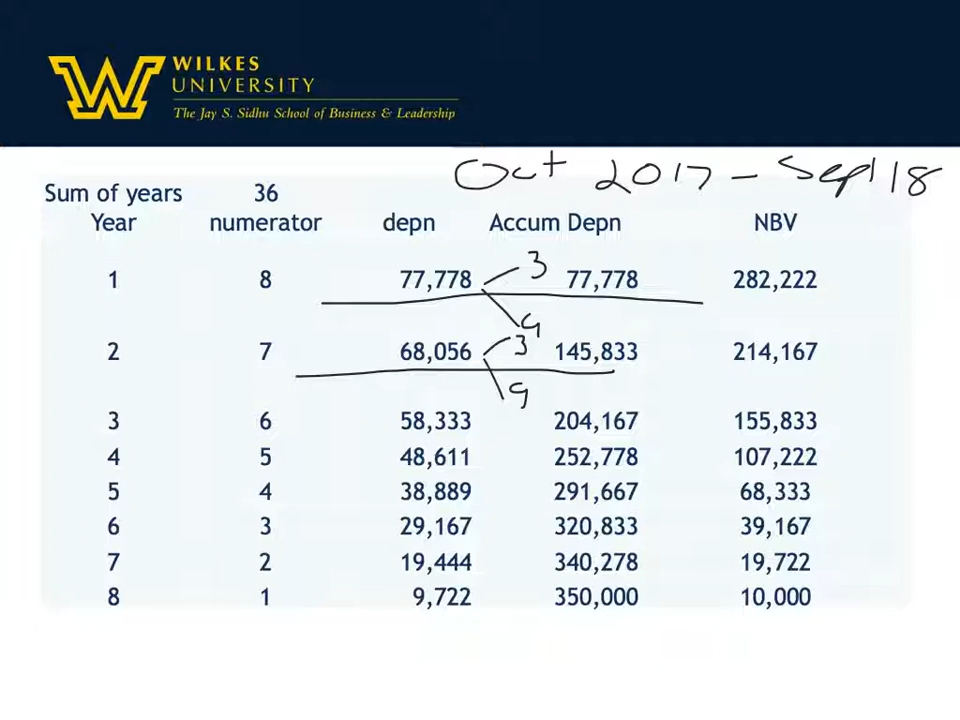 WILKES
UNIVERSITY
The Jay S. Sidhu School of Business & Leadership
Oct 2017 - Sept 18
Sum of years 36
Year numerator depn Accum Depn NBV
1 8 77,778 3 77,778 282,222
9
2 7 68,056 3 145,833 214,167
9
3 6 58,333 204,167 155,833
4 5 48,611 252,778 107,222
5 4 38,889 291,667 68,333
6 3 29,167 320,833 39,167
7 2 19,444 340,278 19,722
8 1 9,722 350,000 10,000